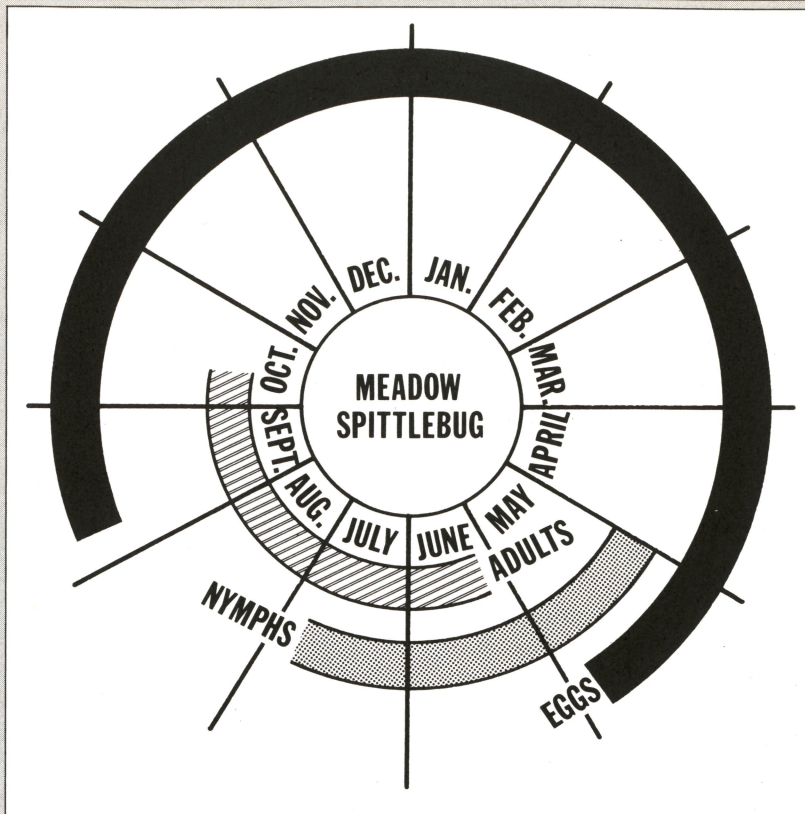 MEADOW
SPITTLEBUG
JAN.
FEB.
MAR.
APRIL
MAY
JUNE
JULY
AUG.
SEPT.
OCT.
NOV.
DEC.
ADULTS
NYMPHS
EGGS